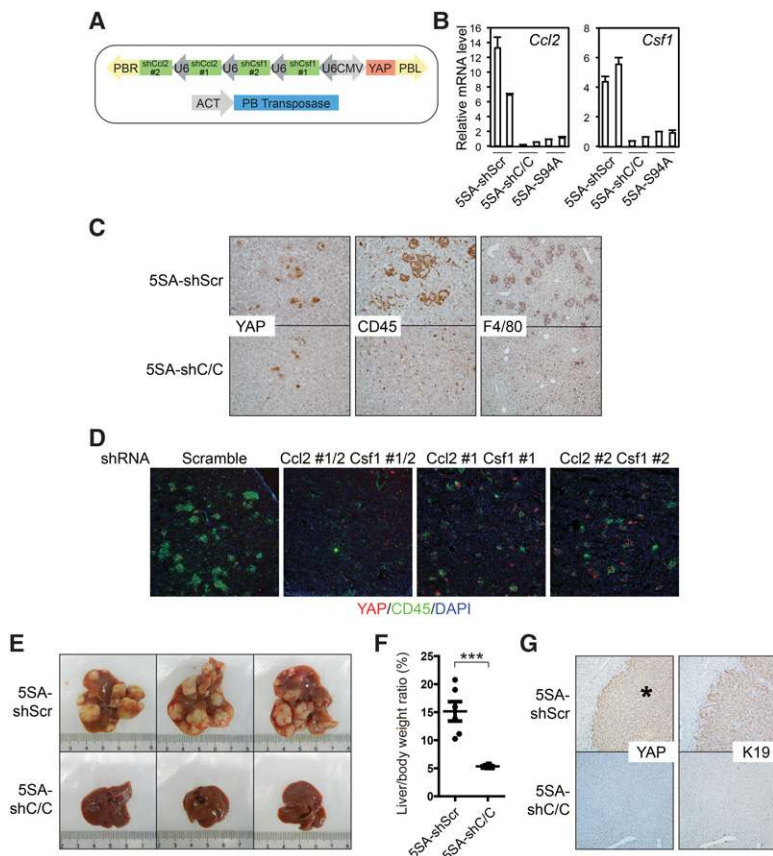 A
PBR shCcl2 #2 U6 shCcl2 #1 U6 shCsf1 #2 U6 shCsf1 #1 U6 CMV YAP PBL
ACT PB Transposase
B
Relative mRNA level
16
14
12
10
8
6
4
2
0
Ccl2
5SA-shScr
5SA-shC/C
5SA-S94A
8
6
4
2
0
Csf1
5SA-shScr
5SA-shC/C
5SA-S94A
C
5SA-shScr
5SA-shC/C
YAP
CD45
F4/80
D
shRNA Scramble Ccl2 #1/2 Csf1 #1/2 Ccl2 #1 Csf1 #1 Ccl2 #2 Csf1 #2
YAP/CD45/DAPI
E
5SA-
shScr
5SA-
shC/C
F
Liver/body weight ratio (%)
25
20
15
10
5
0
***
5SA-shScr
5SA-shC/C
G
5SA-
shScr
*
YAP
K19
5SA-
shC/C